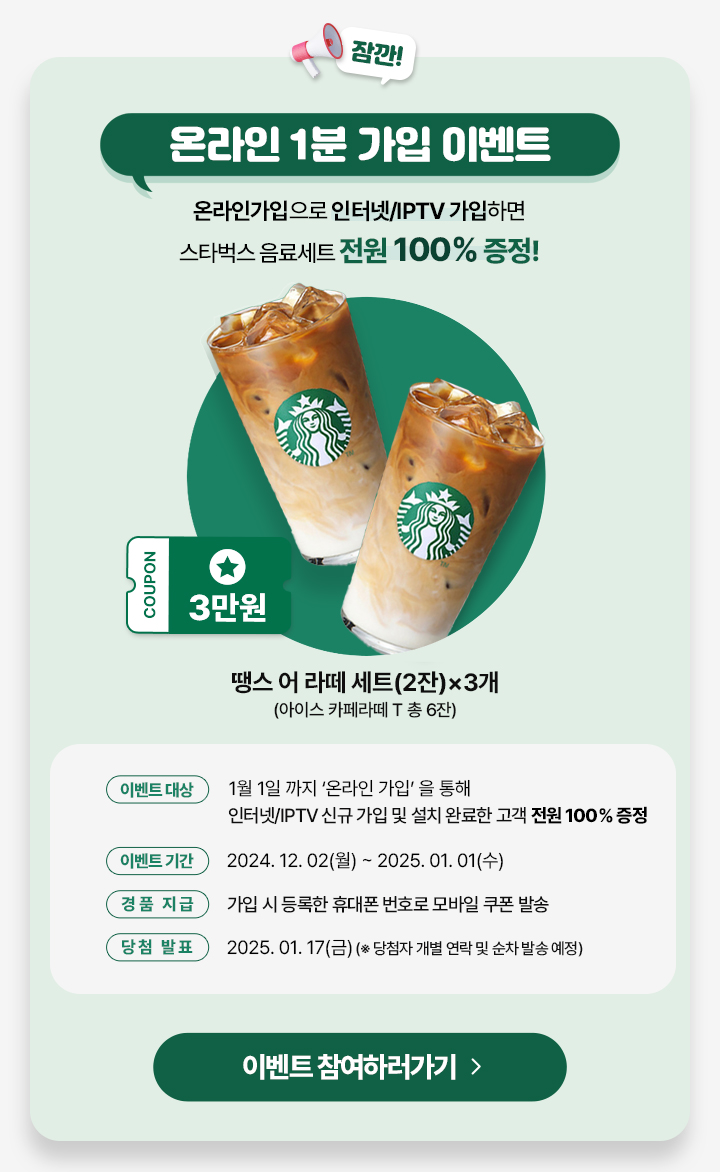 잠깐!
온라인 1분 가입 이벤트
온라인가입으로 인터넷/IPTV 가입하면
스타벅스 음료세트 전원 100% 증정!
COUPON
3만원
땡스 어 라떼 세트(2잔)×3개
(아이스 카페라떼 T 총 6잔)
이벤트 대상 1월 1일 까지 ‘온라인 가입’ 을 통해
인터넷/IPTV 신규 가입 및 설치 완료한 고객 전원 100% 증정
이벤트 기간 2024. 12. 02(월) ~ 2025. 01. 01(수)
경품 지급 가입 시 등록한 휴대폰 번호로 모바일 쿠폰 발송
당첨 발표 2025. 01. 17(금) (※ 당첨자 개별 연락 및 순차 발송 예정)
이벤트 참여하러가기 >